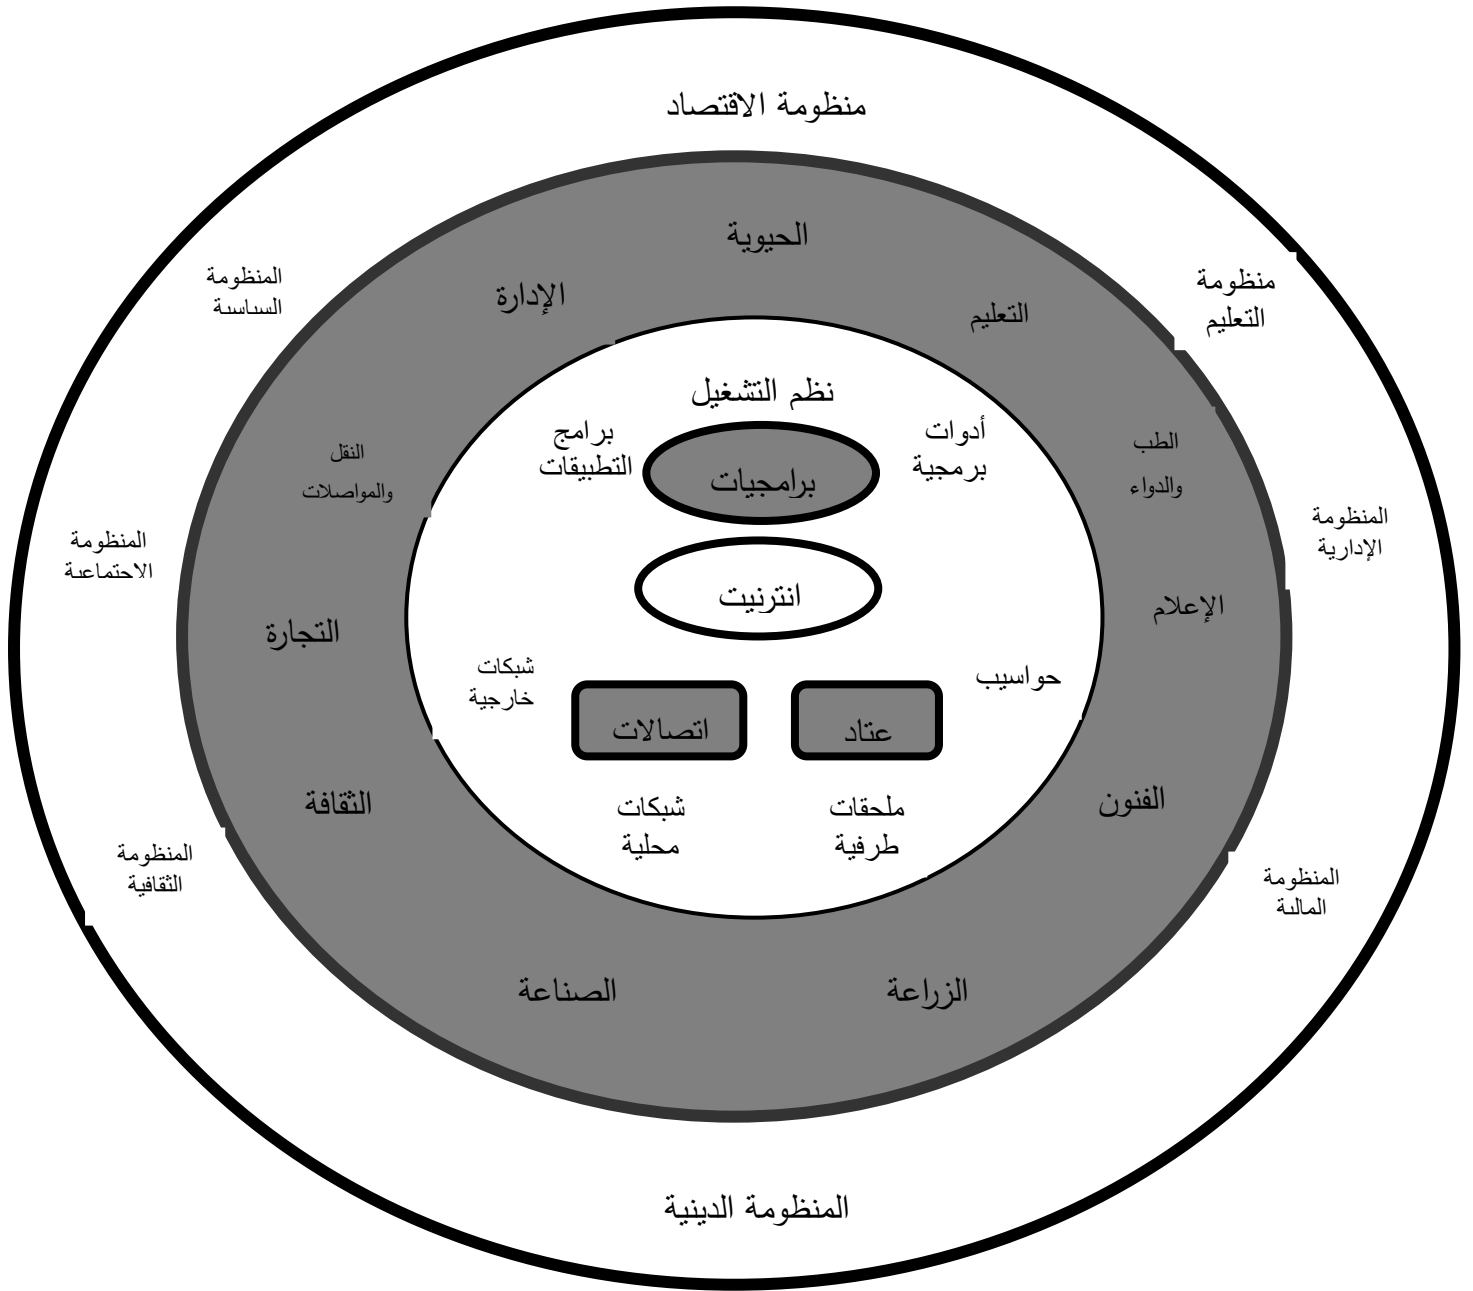 منظومة الاقتصاد
منظومة
التعليم
المنظومة
السياسية
الحيوية
الإدارة
التعليم
نظم التشغيل
أدوات
برمجية
برامج
التطبيقات
برامجيات
الطب
والدواء
النقل
والمواصلات
المنظومة
الإدارية
المنظومة
الاجتماعية
انترنيت
الإعلام
التجارة
حواسيب
شبكات
خارجية
عتاد
اتصالات
الفنون
الثقافة
ملحقات
طرفية
شبكات
محلية
المنظومة
المالية
المنظومة
الثقافية
الزراعة
الصناعة
المنظومة الدينية